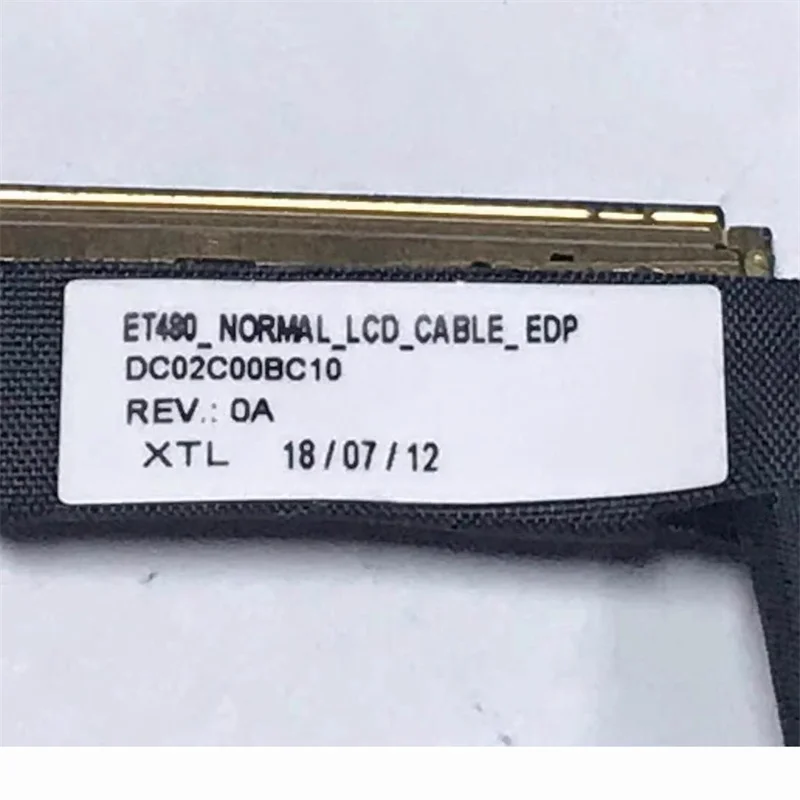 ET480_NORMAL_LCD_CABLE_EDP
DC02C00BC10
REV.: 0A
XTL 18/07/12